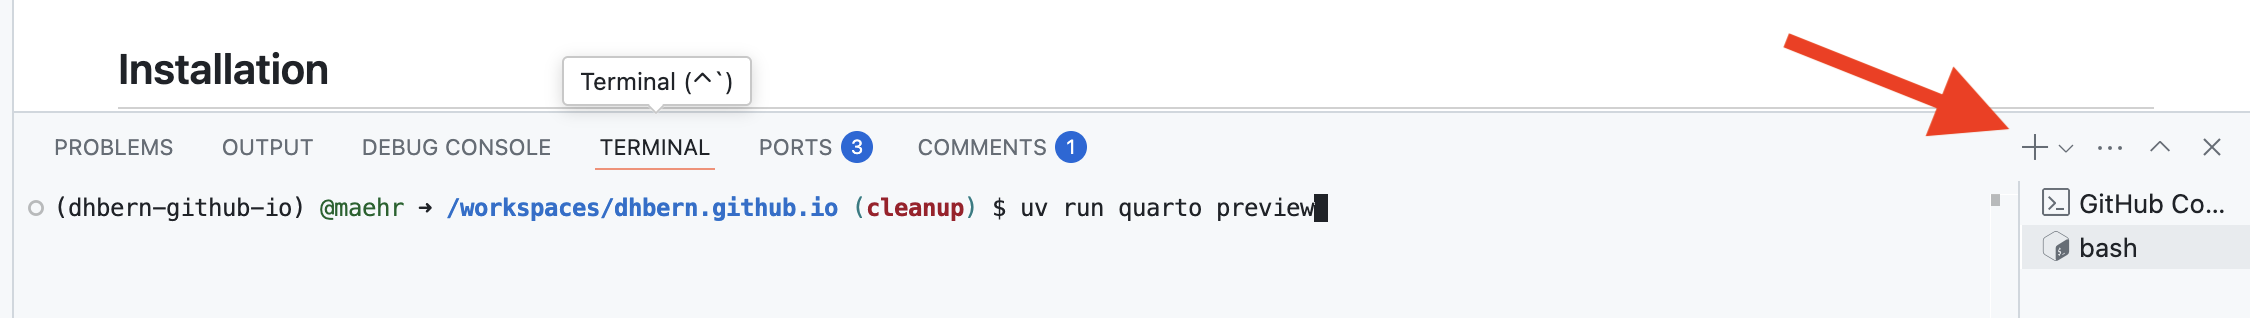 Installation
Terminal (^`)
PROBLEMS OUTPUT DEBUG CONSOLE TERMINAL PORTS 3 COMMENTS 1
(dhbern-github-io) @maehr → /workspaces/dhbern.github.io (cleanup) $ uv run quarto preview
GitHub Co...
bash